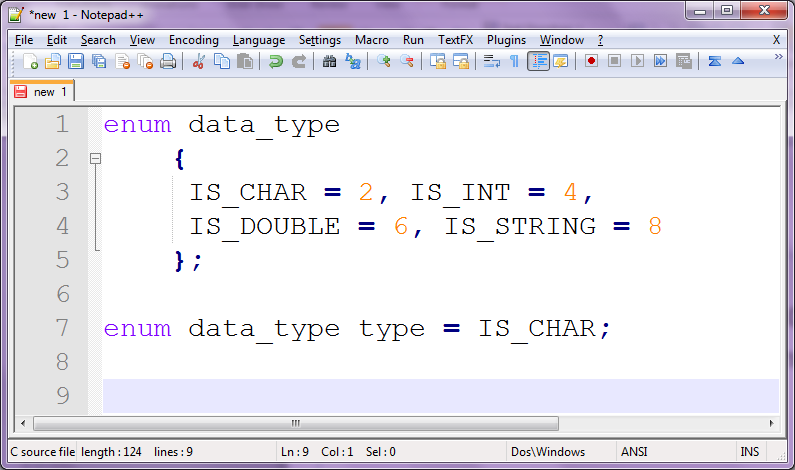 *new 1 - Notepad++
File Edit Search View Encoding Language Settings Macro Run TextFX Plugins Window ? X
new 1
1 enum data_type
2 {
3 IS_CHAR = 2, IS_INT = 4,
4 IS_DOUBLE = 6, IS_STRING = 8
5 };
6
7 enum data_type type = IS_CHAR;
8
9
C source file length : 124 lines : 9 Ln : 9 Col : 1 Sel : 0 Dos\Windows ANSI INS